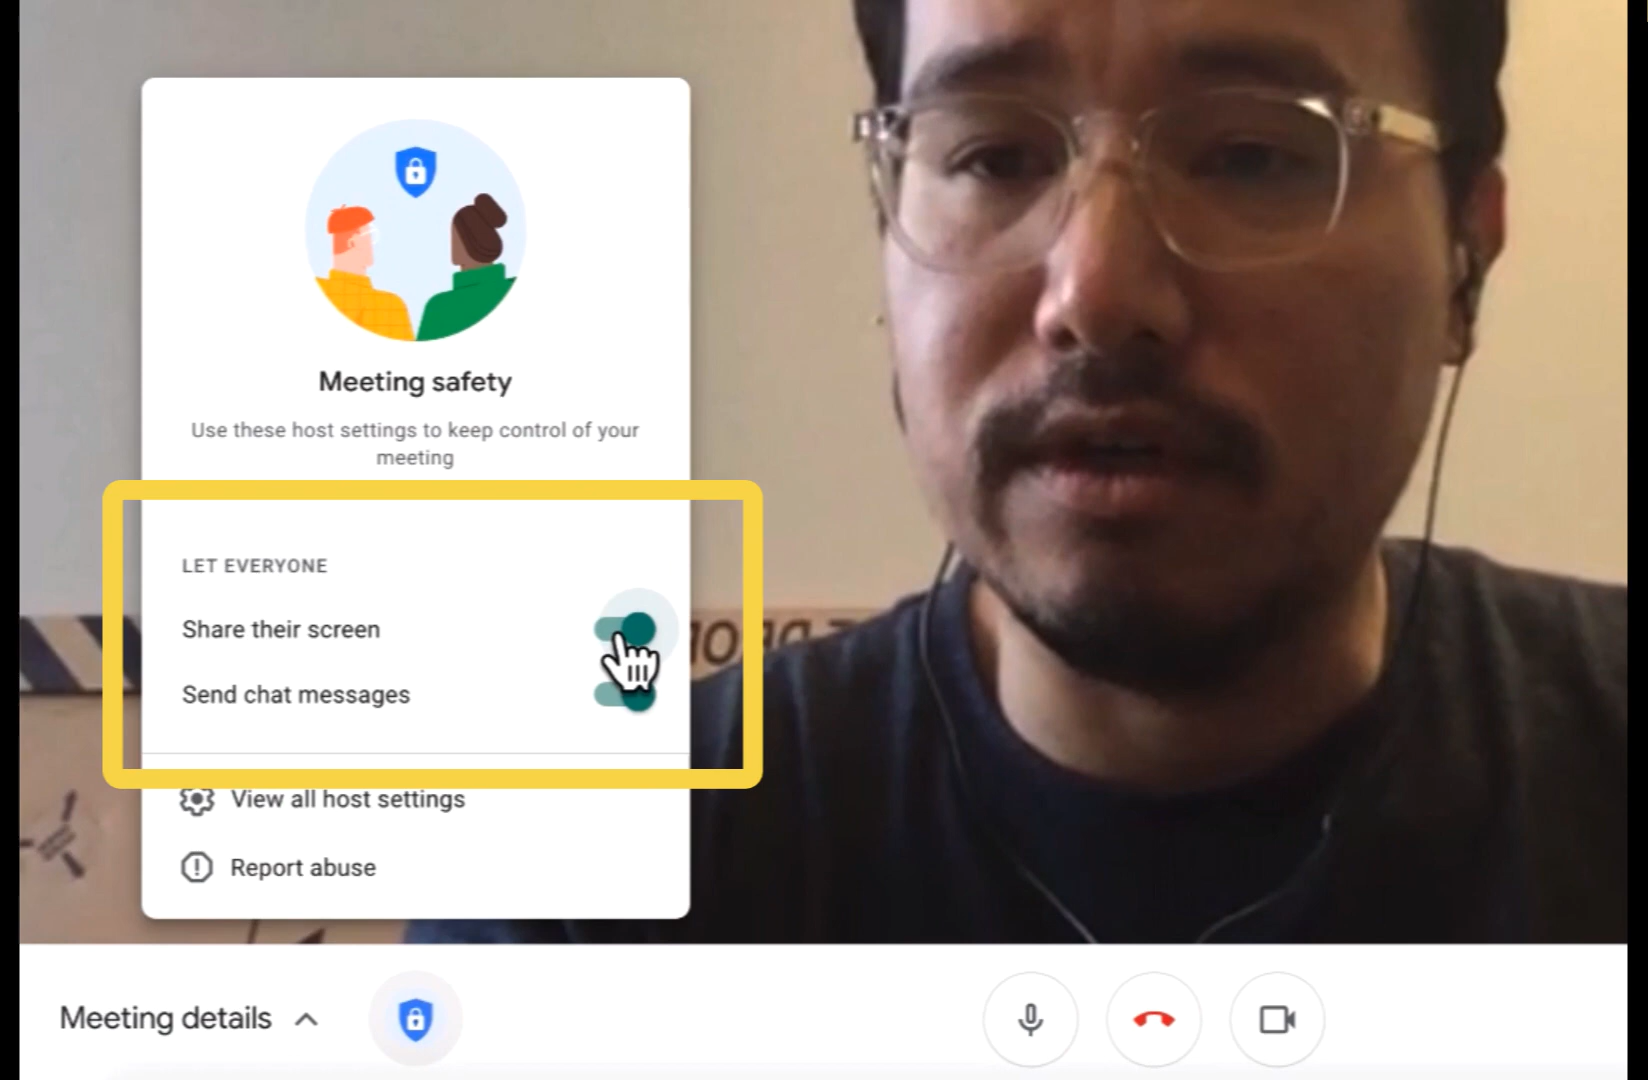 Meeting safety
Use these host settings to keep control of your
meeting
LET EVERYONE
Share their screen
Send chat messages
View all host settings
Report abuse
Meeting details